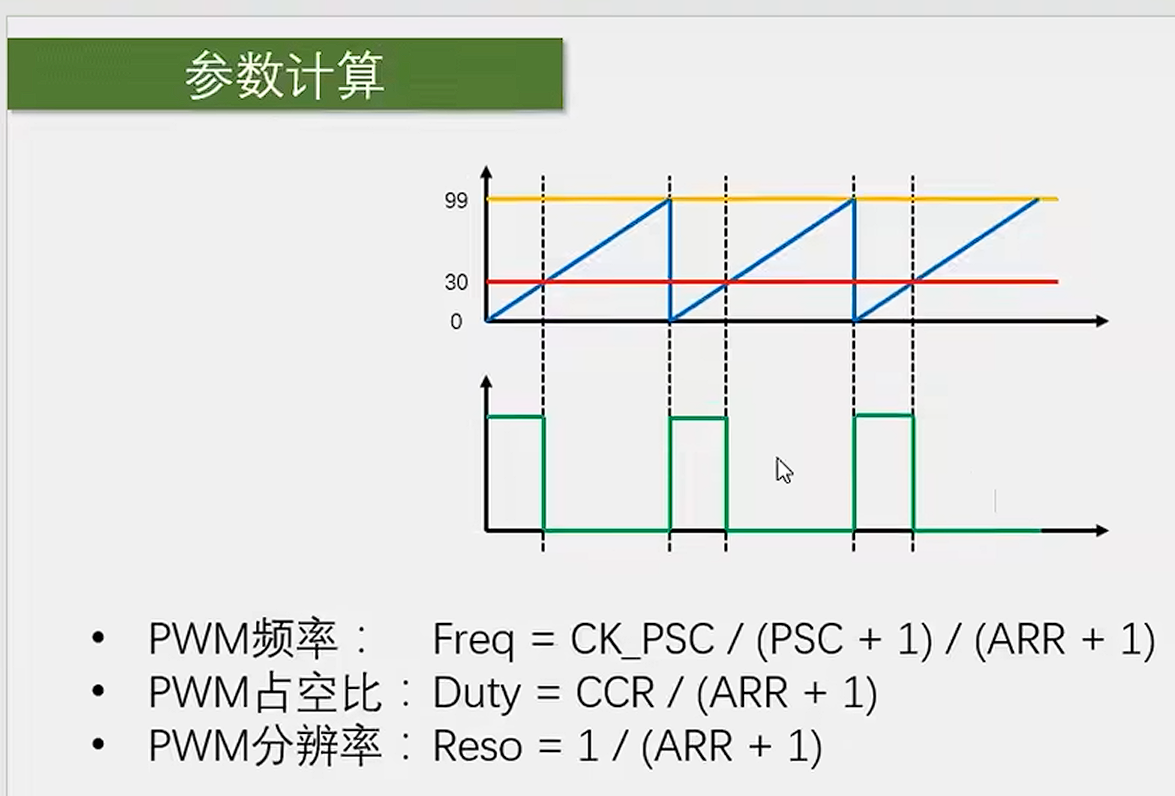 参数计算
99
30
0
• PWM频率： Freq = CK_PSC / (PSC + 1) / (ARR + 1)
• PWM占空比：Duty = CCR / (ARR + 1)
• PWM分辨率：Reso = 1 / (ARR + 1)